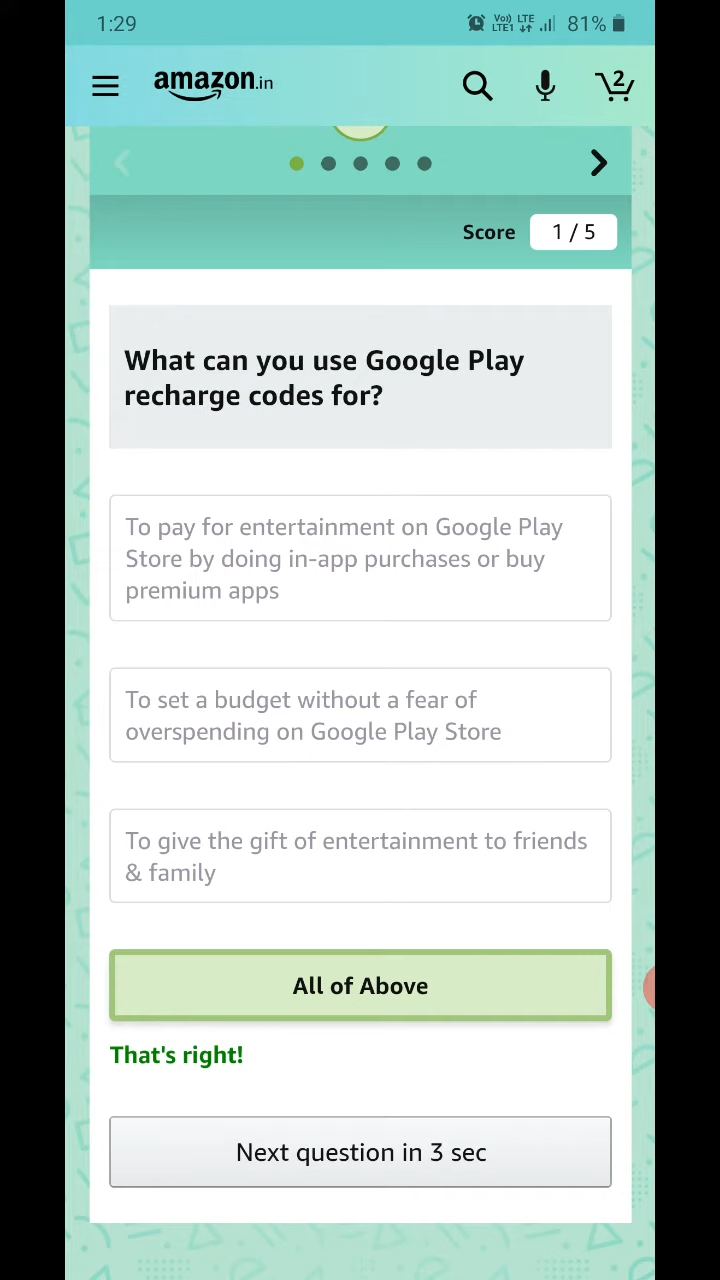 1:29
Vo)) LTE
LTE1
81%
amazon.in
2
Score 1 / 5
What can you use Google Play
recharge codes for?
To pay for entertainment on Google Play
Store by doing in-app purchases or buy
premium apps
To set a budget without a fear of
overspending on Google Play Store
To give the gift of entertainment to friends
& family
All of Above
That's right!
Next question in 3 sec